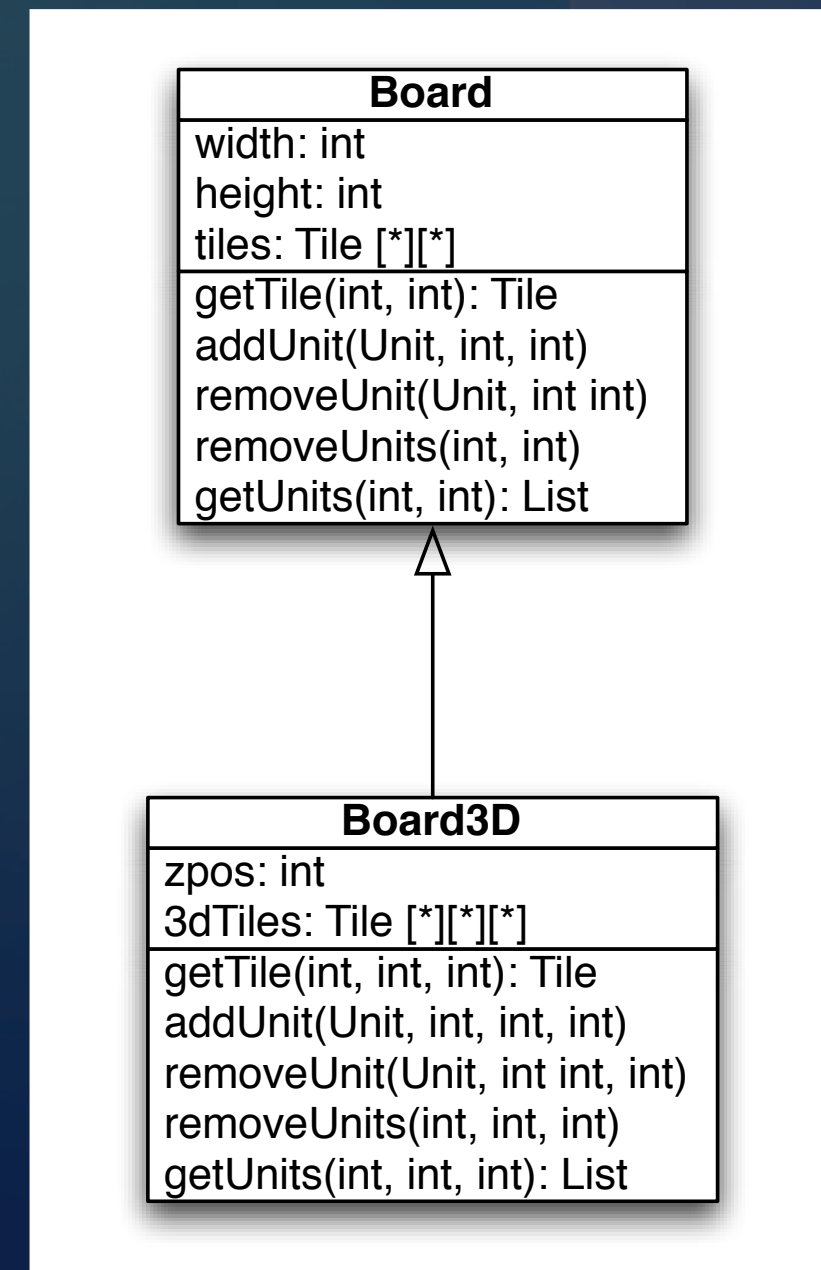 Board
width: int
height: int
tiles: Tile [*][*]
getTile(int, int): Tile
addUnit(Unit, int, int)
removeUnit(Unit, int int)
removeUnits(int, int)
getUnits(int, int): List
Board3D
zpos: int
3dTiles: Tile [*][*][*]
getTile(int, int, int): Tile
addUnit(Unit, int, int, int)
removeUnit(Unit, int int, int)
removeUnits(int, int, int)
getUnits(int, int, int): List